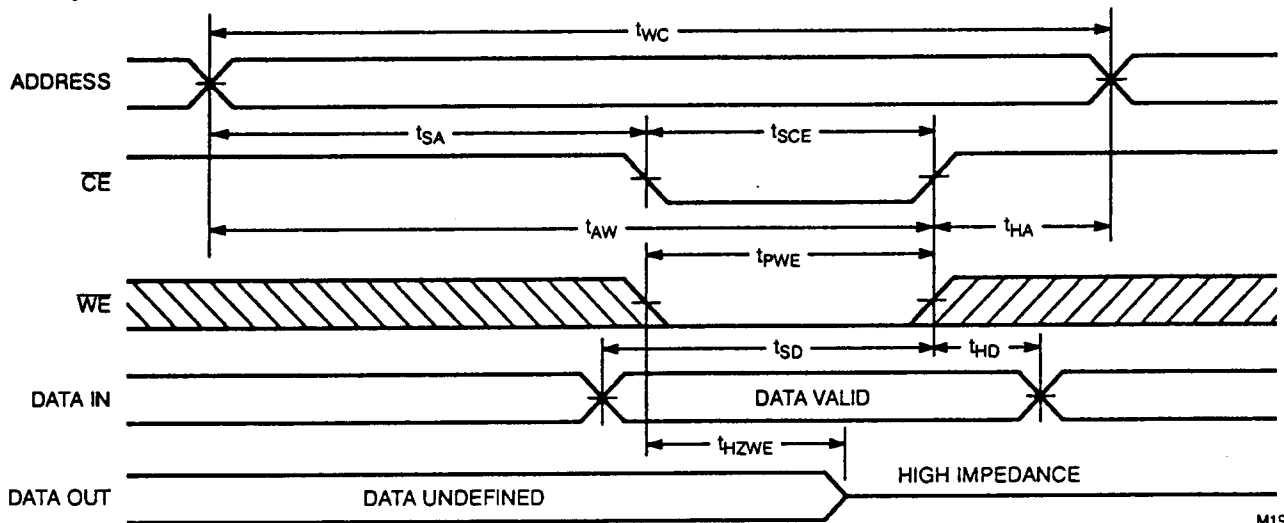 tWC
ADDRESS
tSA
tSCE
CE
tAW
tHA
tPWE
WE
tSD
tHD
DATA IN
DATA VALID
tHZWE
HIGH IMPEDANCE
DATA OUT
DATA UNDEFINED
M19